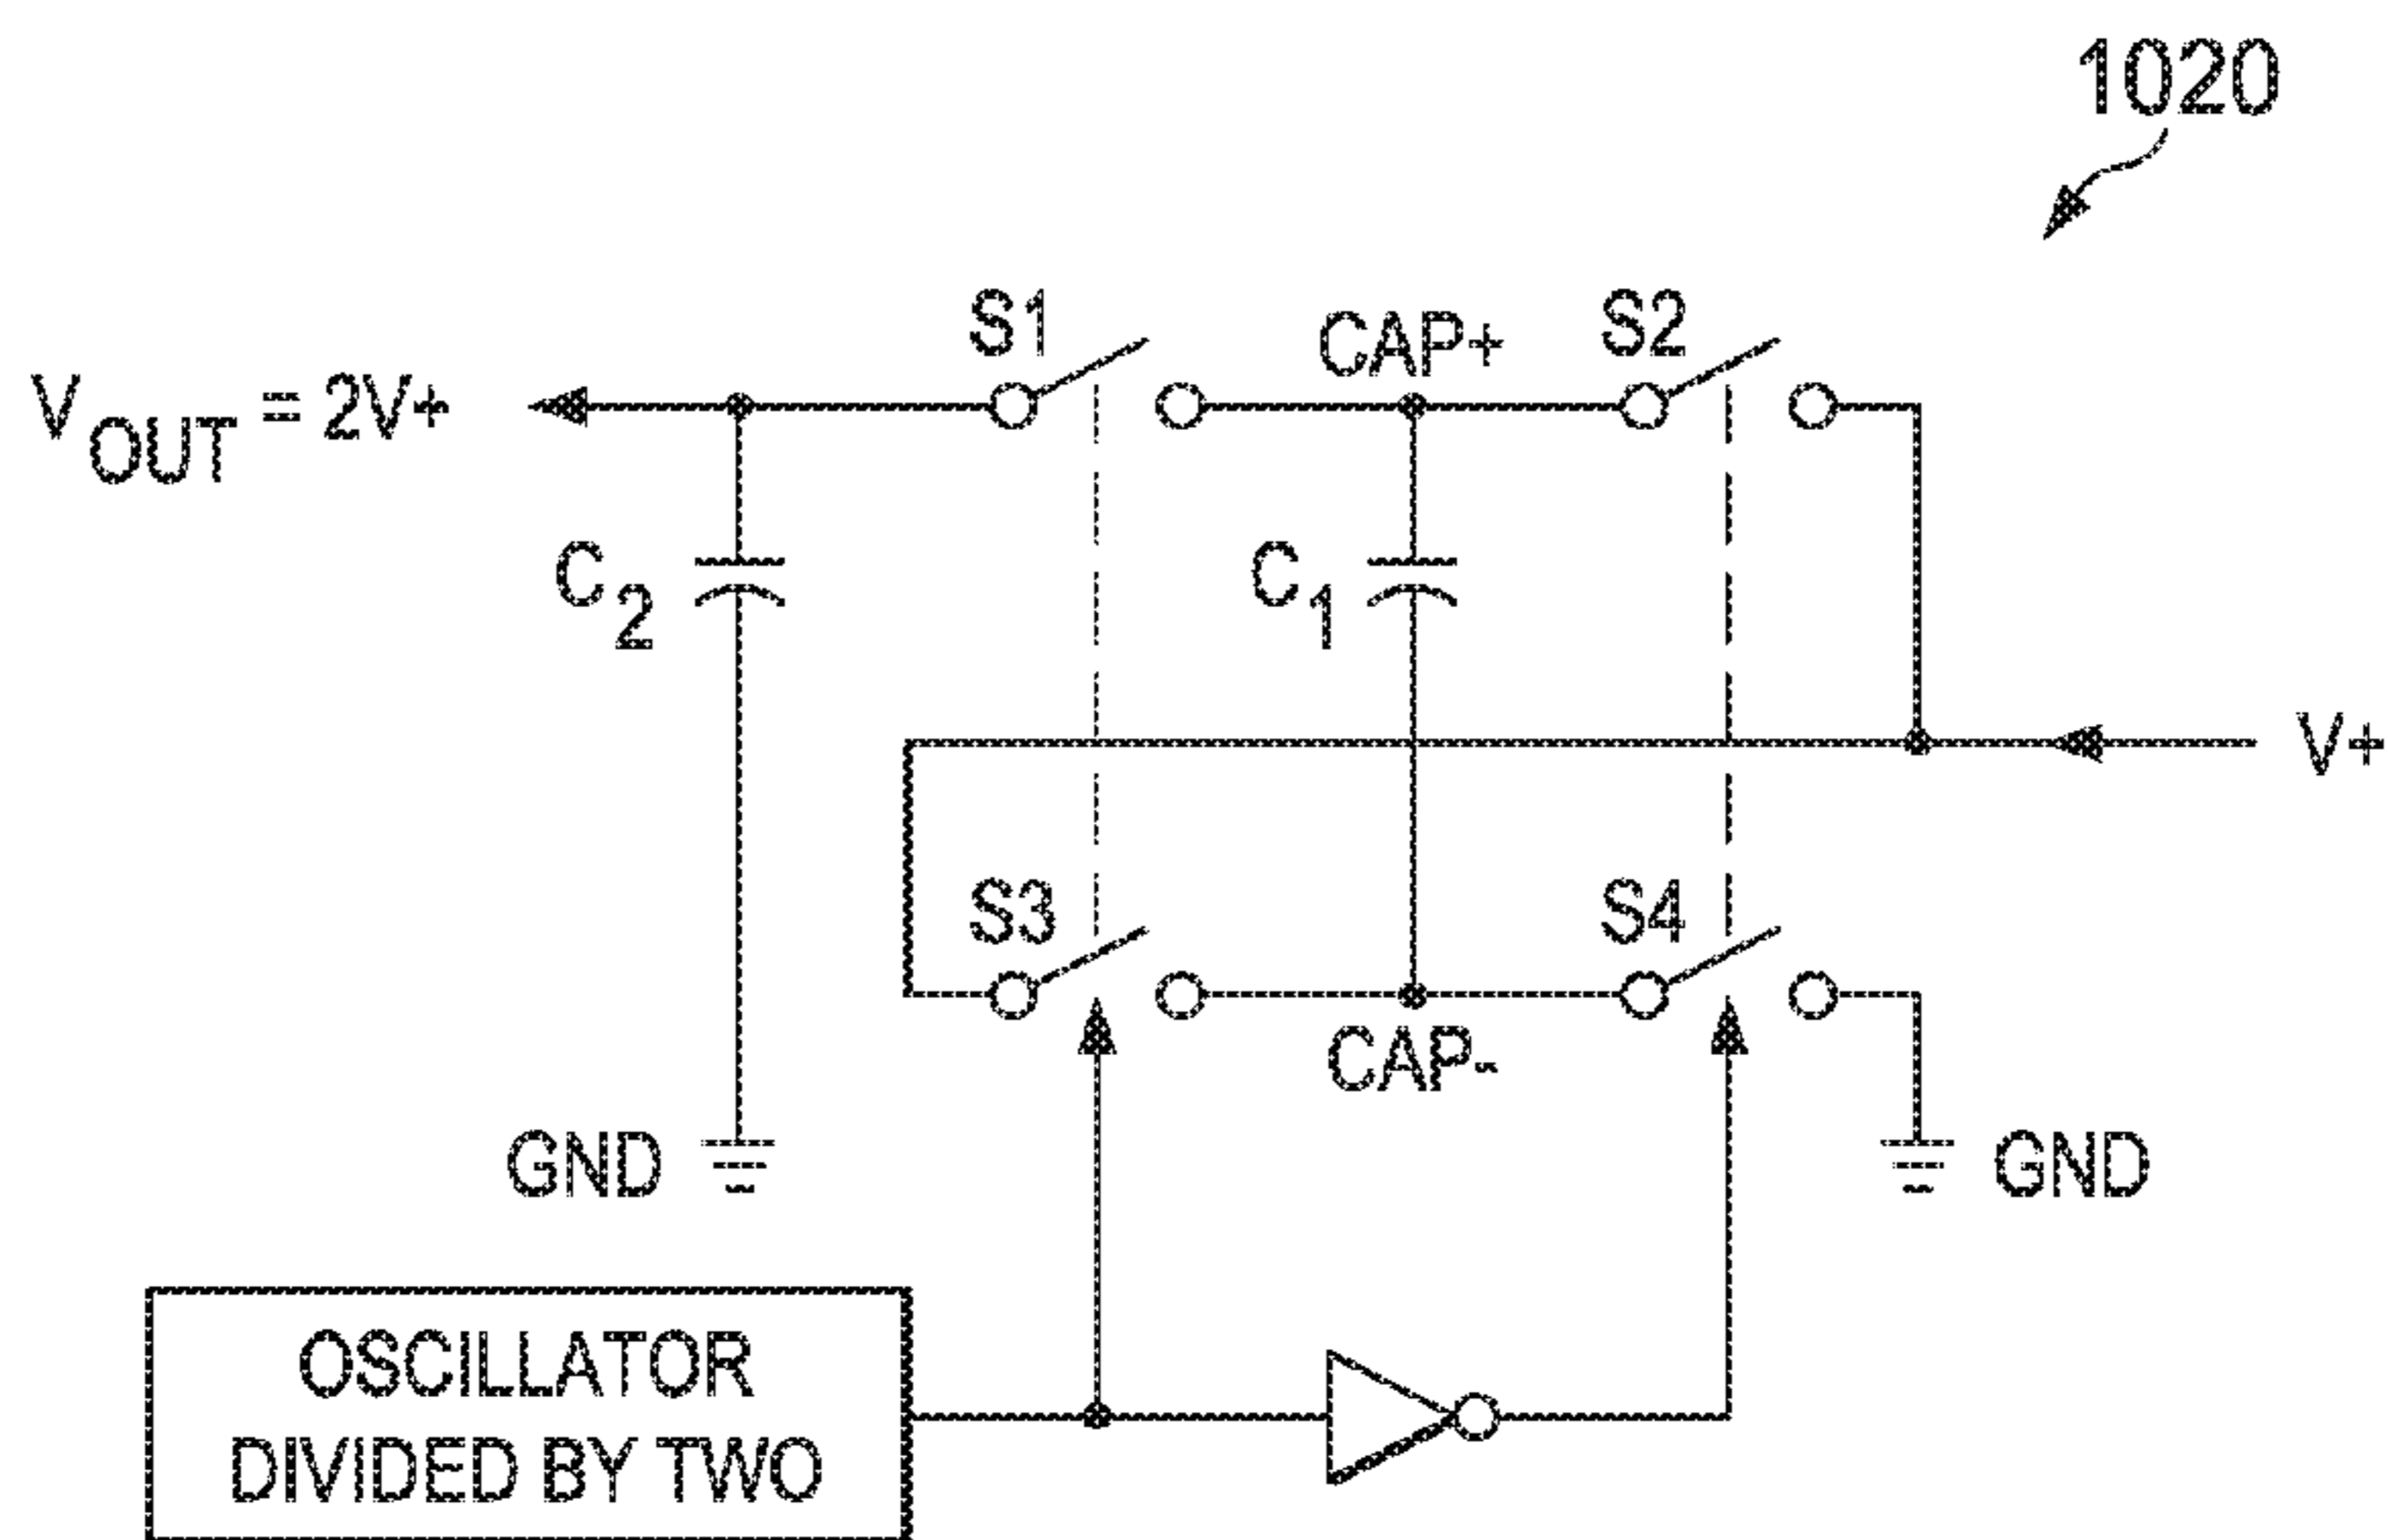 1020
S1
CAP+
S2
VOUT = 2V+
C2
C1
V+
S3
S4
CAP-
GND
GND
OSCILLATOR
DIVIDED BY TWO